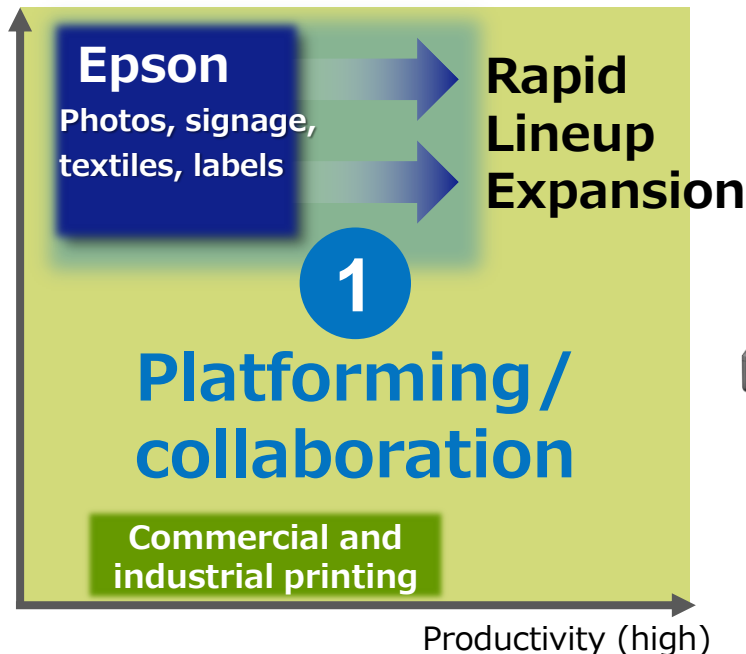 Epson
Photos, signage,
textiles, labels
Rapid
Lineup
Expansion
1
Platforming/
collaboration
Commercial and
industrial printing
Productivity (high)